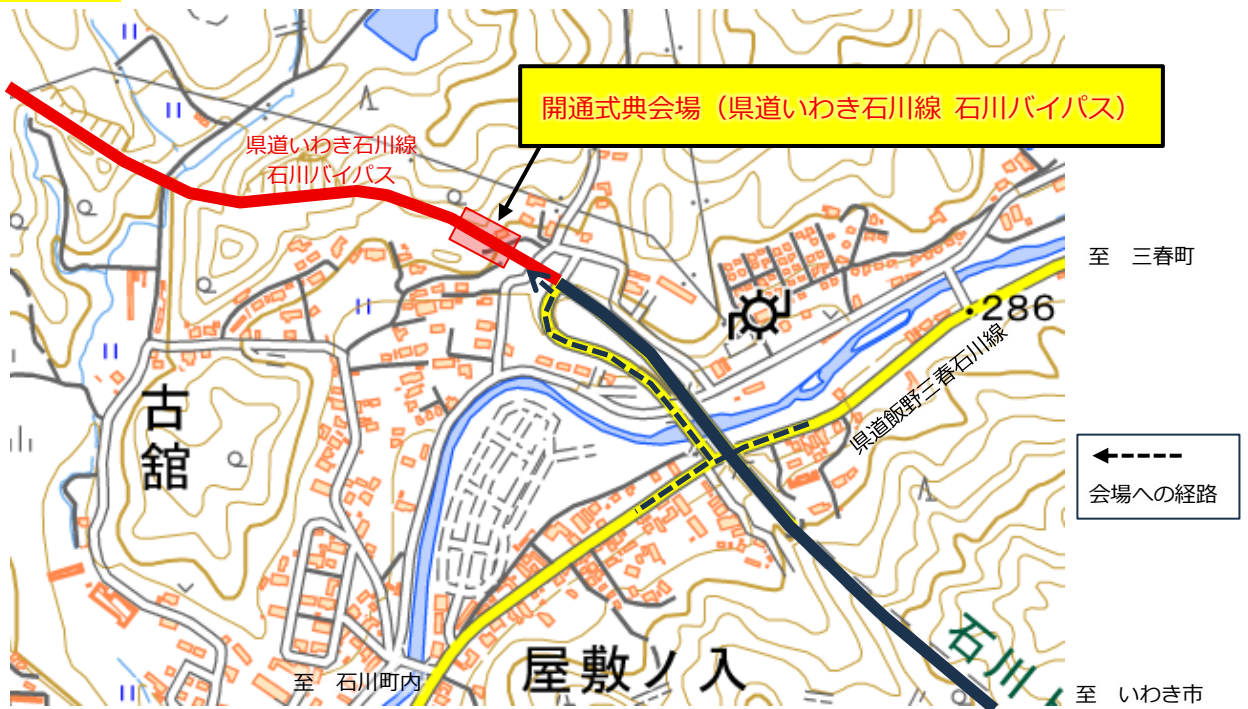 開通式典会場（県道いわき石川線 石川バイパス）
県道いわき石川線
石川バイパス
至 三春町
286
県道飯野三春石川線
古舘
会場への経路
屋敷ノ入
石川
至 石川町内
至 いわき市